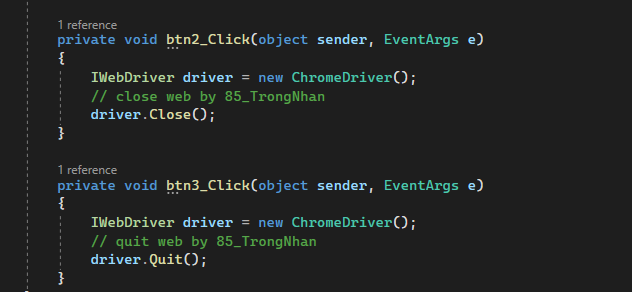 1 reference
private void btn2_Click(object sender, EventArgs e)
{
IWebDriver driver = new ChromeDriver();
// close web by 85_TrongNhan
driver.Close();
}
1 reference
private void btn3_Click(object sender, EventArgs e)
{
IWebDriver driver = new ChromeDriver();
// quit web by 85_TrongNhan
driver.Quit();
}